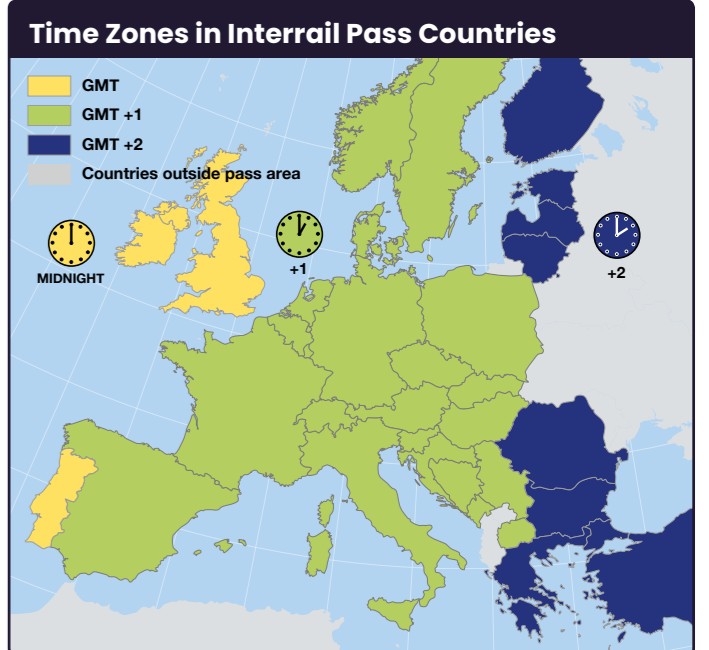 Time Zones in Interrail Pass Countries
GMT
GMT +1
GMT +2
Countries outside pass area
MIDNIGHT
+1
+2